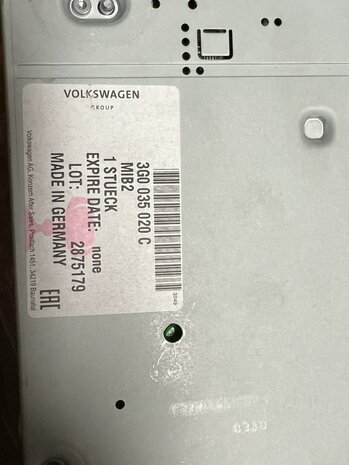 VOLKSWAGEN
GROUP
3G0 035 020 C
MIB2
1 STUECK
EXPIRE DATE: none
LOT: 2875179
MADE IN GERMANY
EAC
Volkswagen AG, Konzern After Sales, Postfach 1451, 34219 Baunatal